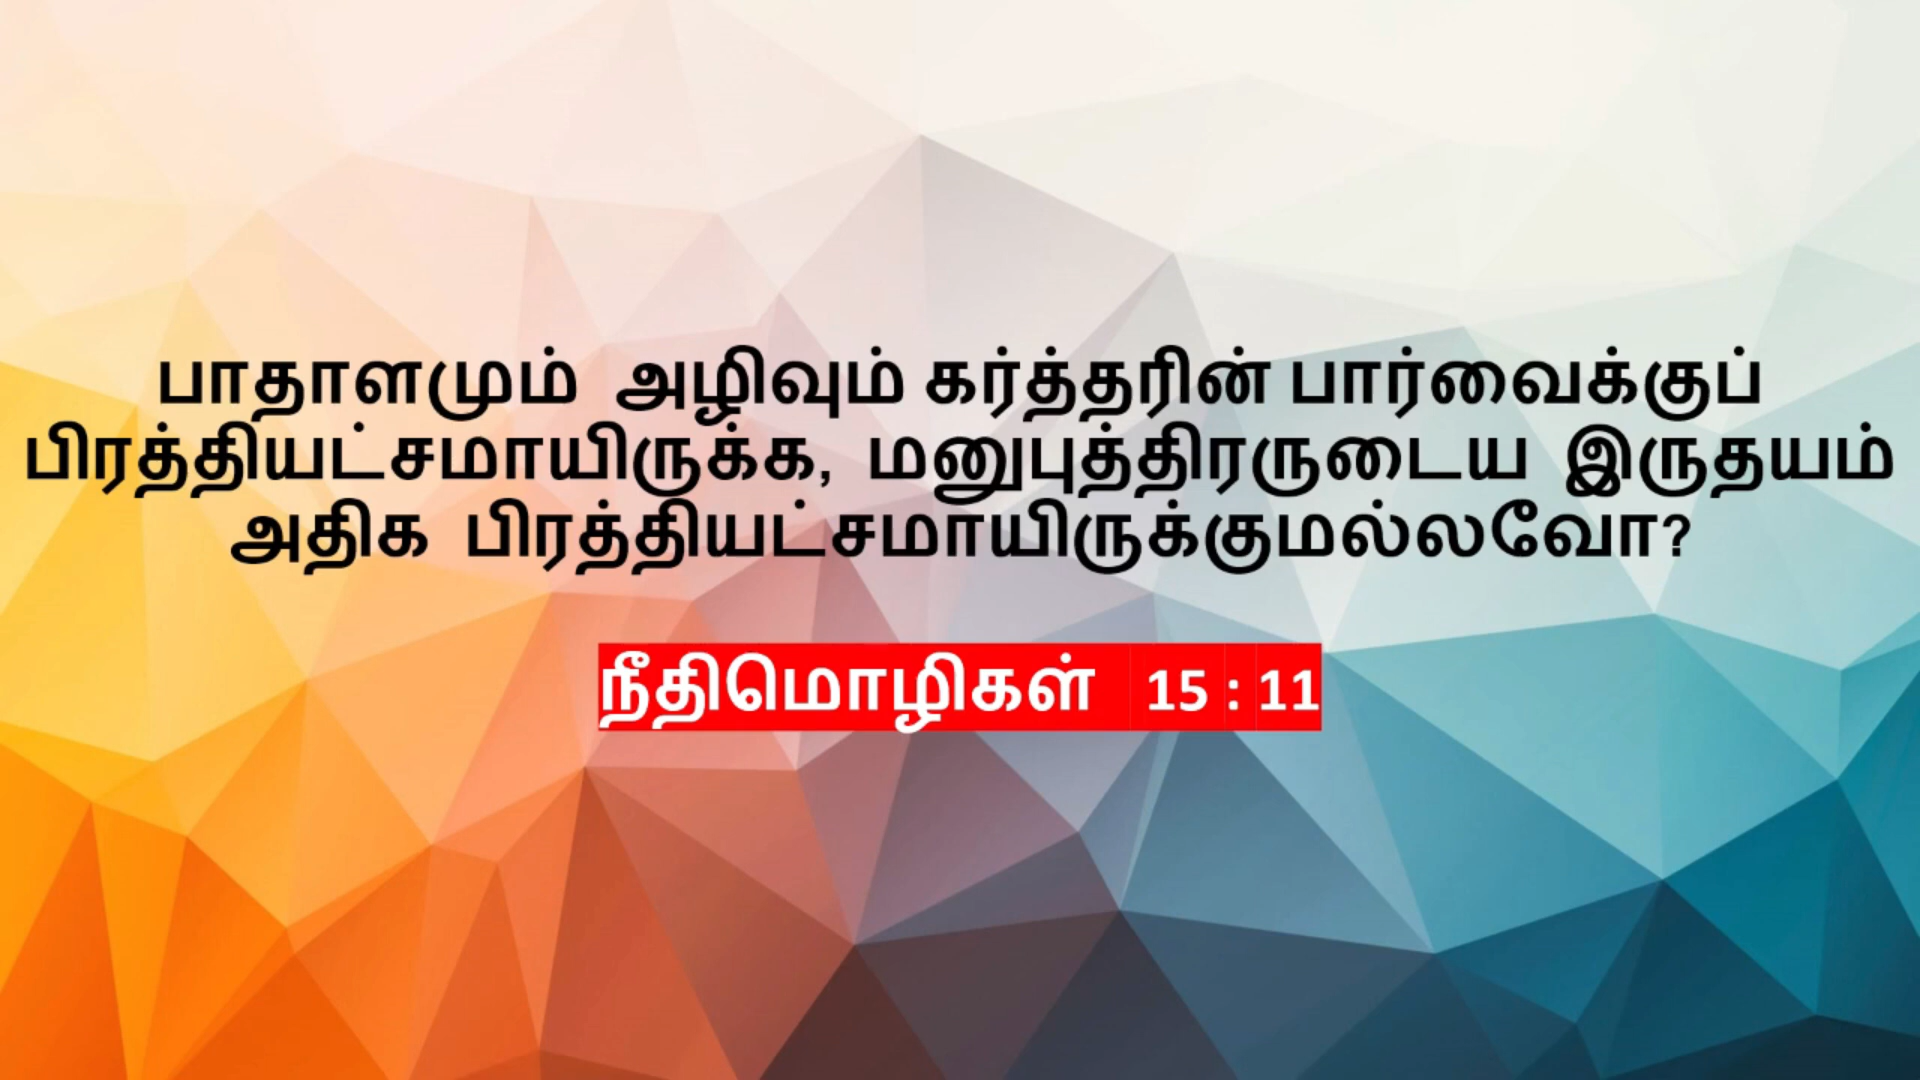 பாதாளமும் அழிவும் கர்த்தரின் பார்வைக்குப்
பிரத்தியட்சமாயிருக்க, மனுபுத்திரருடைய இருதயம்
அதிக பிரத்தியட்சமாயிருக்குமல்லவோ?
நீதிமொழிகள் 15 : 11